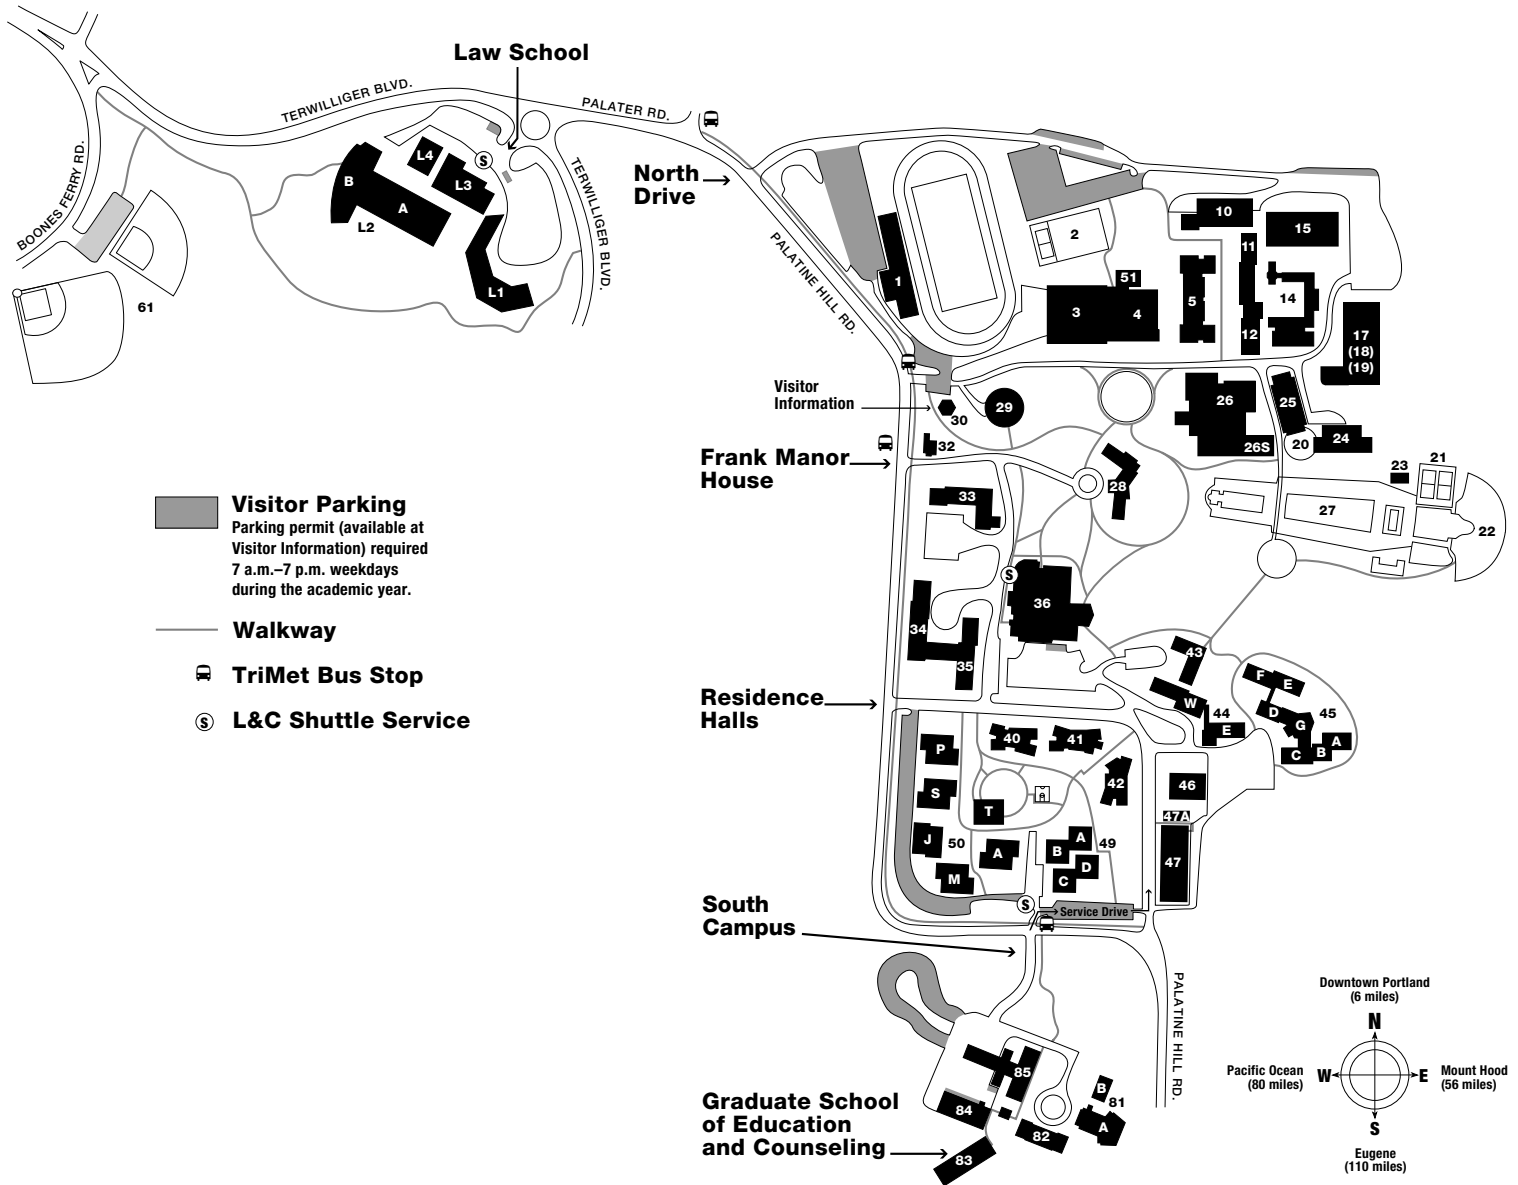 Law School
TERWILLIGER BLVD.
PALATER RD.
BOONES FERRY RD.
TERWILLIGER BLVD.
North
Drive
PALATINE HILL RD.
L4
L3
S
B
A
L2
L1
61
1
2
3
4
51
5
10
11
12
14
15
17
(18)
(19)
Visitor
Information
30
29
32
26
26S
25
20
24
23
21
22
27
28
Frank Manor
House
33
34
35
S
36
Visitor Parking
Parking permit (available at
Visitor Information) required
7 a.m.–7 p.m. weekdays
during the academic year.
Walkway
TriMet Bus Stop
S
L&C Shuttle Service
Residence
Halls
43
W
44
E
F
E
D
G
45
A
B
C
40
41
42
46
47A
47
P
S
T
J
50
A
M
A
B
49
D
C
S
Service Drive
South
Campus
PALATINE HILL RD.
85
84
83
82
B
81
A
Graduate School
of Education
and Counseling
Downtown Portland
(6 miles)
N
Pacific Ocean
(80 miles)
W
E
Mount Hood
(56 miles)
S
Eugene
(110 miles)